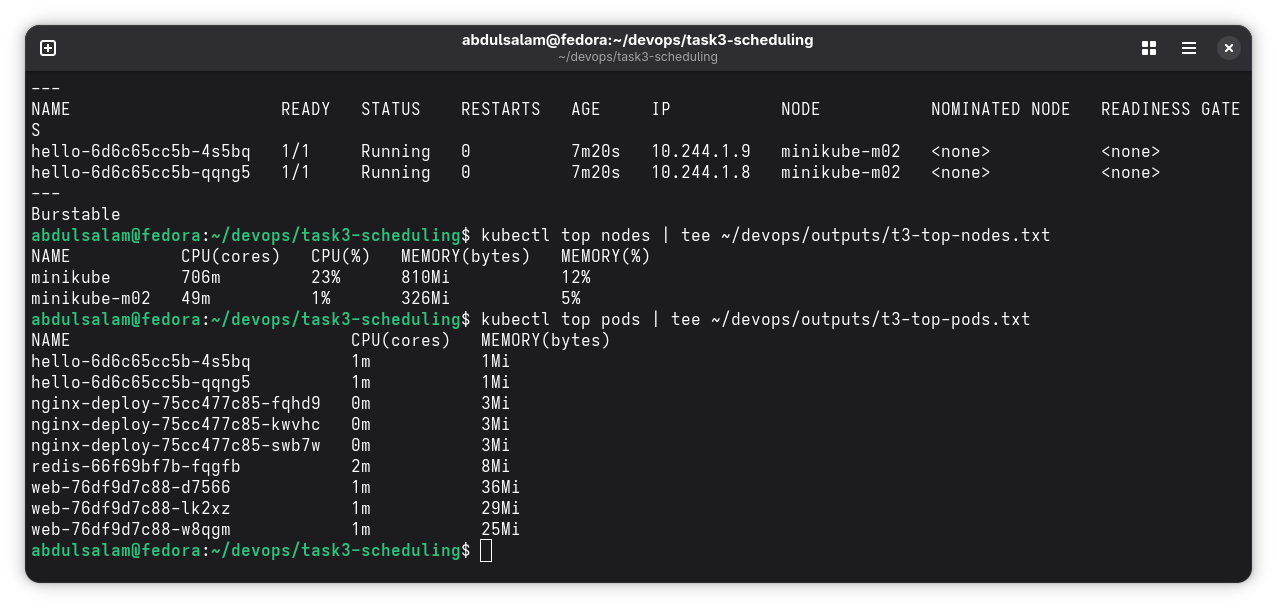 abdulsalam@fedora:~/devops/task3-scheduling
~/devops/task3-scheduling
---
NAME                     READY   STATUS    RESTARTS   AGE     IP           NODE           NOMINATED NODE   READINESS GATE
S
hello-6d6c65cc5b-4s5bq   1/1     Running   0          7m20s   10.244.1.9   minikube-m02   <none>           <none>
hello-6d6c65cc5b-qqng5   1/1     Running   0          7m20s   10.244.1.8   minikube-m02   <none>           <none>
---
Burstable
abdulsalam@fedora:~/devops/task3-scheduling$ kubectl top nodes | tee ~/devops/outputs/t3-top-nodes.txt
NAME           CPU(cores)   CPU(%)   MEMORY(bytes)   MEMORY(%)
minikube       706m         23%      810Mi           12%
minikube-m02   49m          1%       326Mi           5%
abdulsalam@fedora:~/devops/task3-scheduling$ kubectl top pods | tee ~/devops/outputs/t3-top-pods.txt
NAME                            CPU(cores)   MEMORY(bytes)
hello-6d6c65cc5b-4s5bq          1m           1Mi
hello-6d6c65cc5b-qqng5          1m           1Mi
nginx-deploy-75cc477c85-fqhd9   0m           3Mi
nginx-deploy-75cc477c85-kwvhc   0m           3Mi
nginx-deploy-75cc477c85-swb7w   0m           3Mi
redis-66f69bf7b-fqgfb           2m           8Mi
web-76df9d7c88-d7566            1m           36Mi
web-76df9d7c88-lk2xz            1m           29Mi
web-76df9d7c88-w8qgm            1m           25Mi
abdulsalam@fedora:~/devops/task3-scheduling$